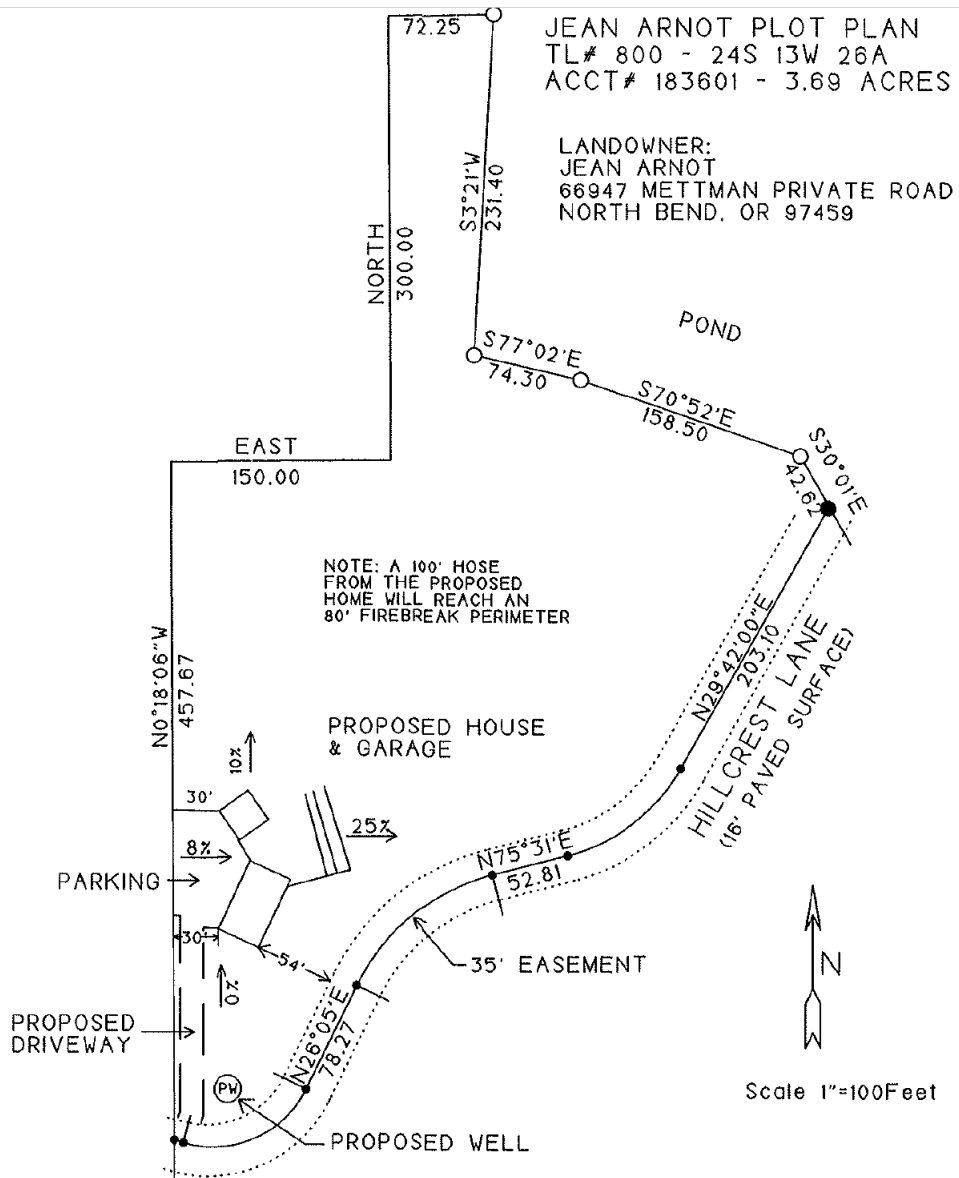 72.25
JEAN ARNOT PLOT PLAN
TL# 800 - 24S 13W 26A
ACCT# 183601 - 3.69 ACRES
LANDOWNER:
JEAN ARNOT
66947 METTMAN PRIVATE ROAD
NORTH BEND, OR 97459
S3°21'W
231.40
NORTH
300.00
POND
S77°02'E
74.30
S70°52'E
158.50
S30°01'E
42.62
EAST
150.00
NOTE: A 100' HOSE
FROM THE PROPOSED
HOME WILL REACH AN
80' FIREBREAK PERIMETER
N29°42'00"E
203.10
HILLCREST LANE
(16' PAVED SURFACE)
N0°18'06"W
457.67
PROPOSED HOUSE
& GARAGE
10%
30'
25%
8%
PARKING
N75°31'E
52.81
30'
54'
35' EASEMENT
0%
N
PROPOSED
DRIVEWAY
N26°05'E
78.27
PW
Scale 1"=100Feet
PROPOSED WELL